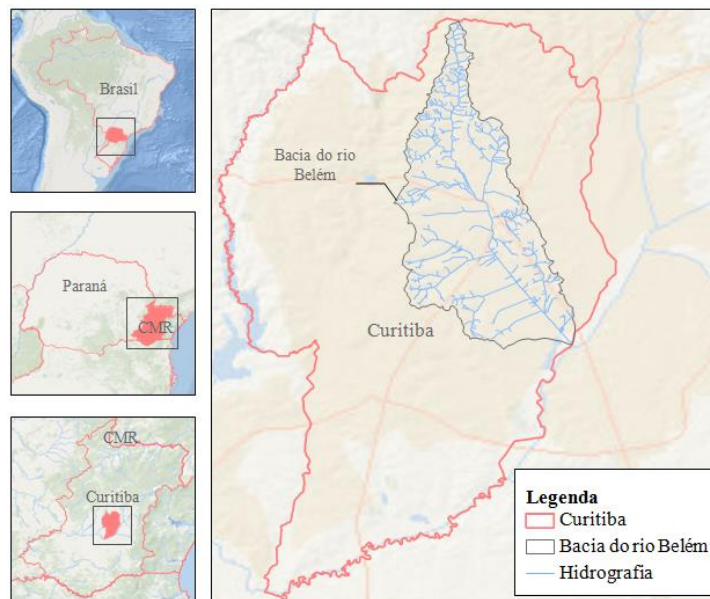 Brasil
Paraná
CMR
CMR
Curitiba
Bacia do rio
Belém
Curitiba
Legenda
Curitiba
Bacia do rio Belém
Hidrografia